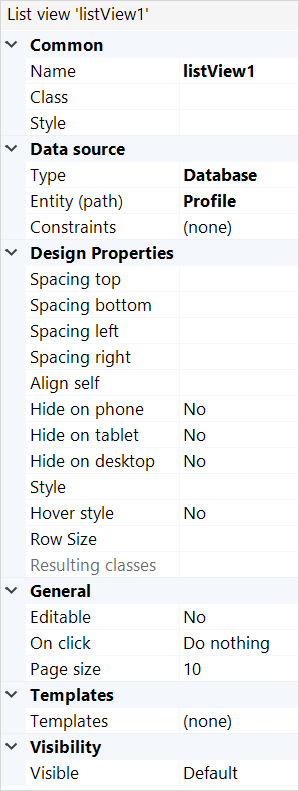 List view 'listView1'
Common
Name listView1
Class
Style
Data source
Type Database
Entity (path) Profile
Constraints (none)
Design Properties
Spacing top
Spacing bottom
Spacing left
Spacing right
Align self
Hide on phone No
Hide on tablet No
Hide on desktop No
Style
Hover style No
Row Size
Resulting classes
General
Editable No
On click Do nothing
Page size 10
Templates
Templates (none)
Visibility
Visible Default